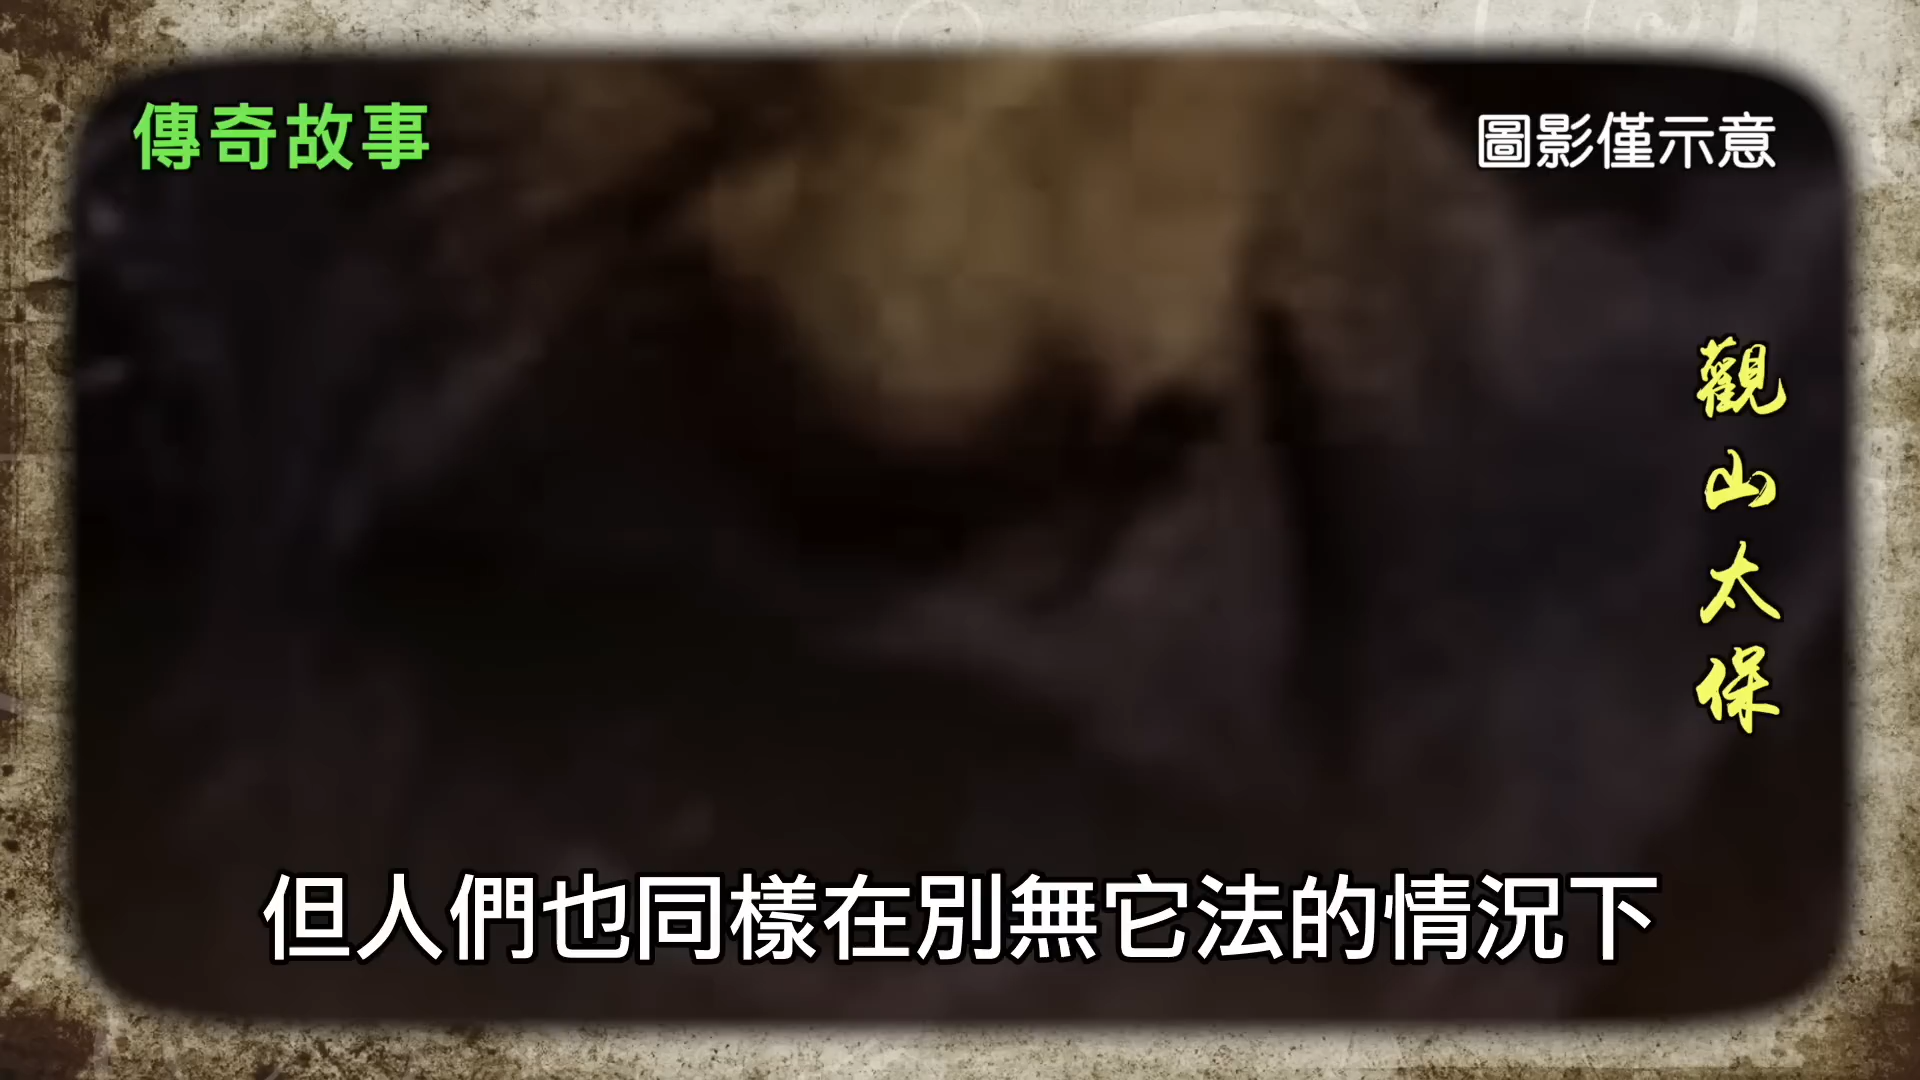 傳奇故事
圖影僅示意
觀山太保
但人們也同樣在別無它法的情況下